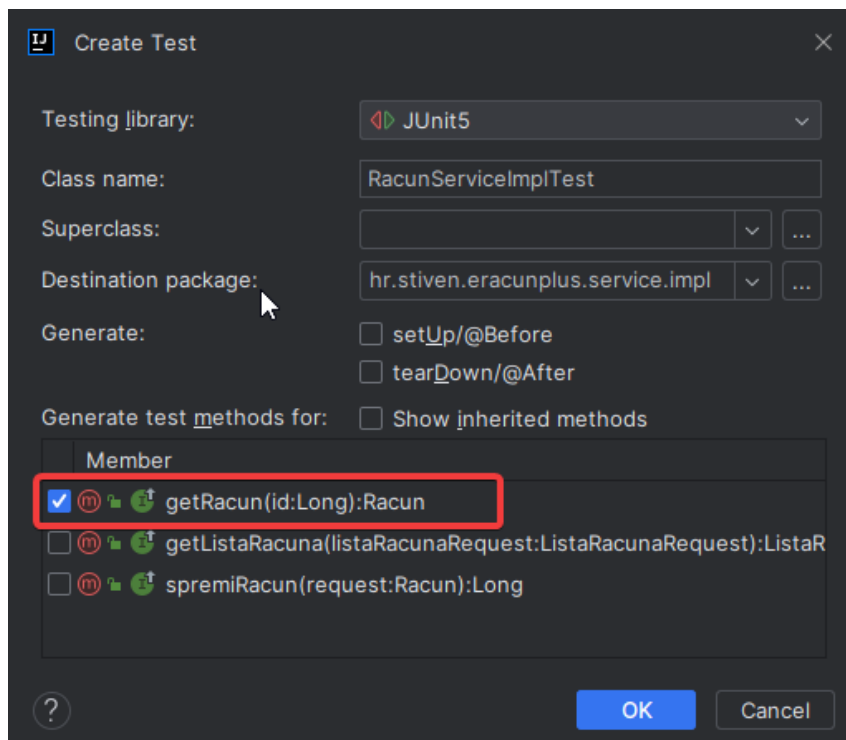 Create Test
Testing library: JUnit5
Class name: RacunServiceImplTest
Superclass: ...
Destination package: hr.stiven.eracunplus.service.impl ...
Generate: setUp/@Before
tearDown/@After
Generate test methods for: Show inherited methods
Member
getRacun(id:Long):Racun
getListaRacuna(listaRacunaRequest:ListaRacunaRequest):ListaR
spremiRacun(request:Racun):Long
? OK Cancel